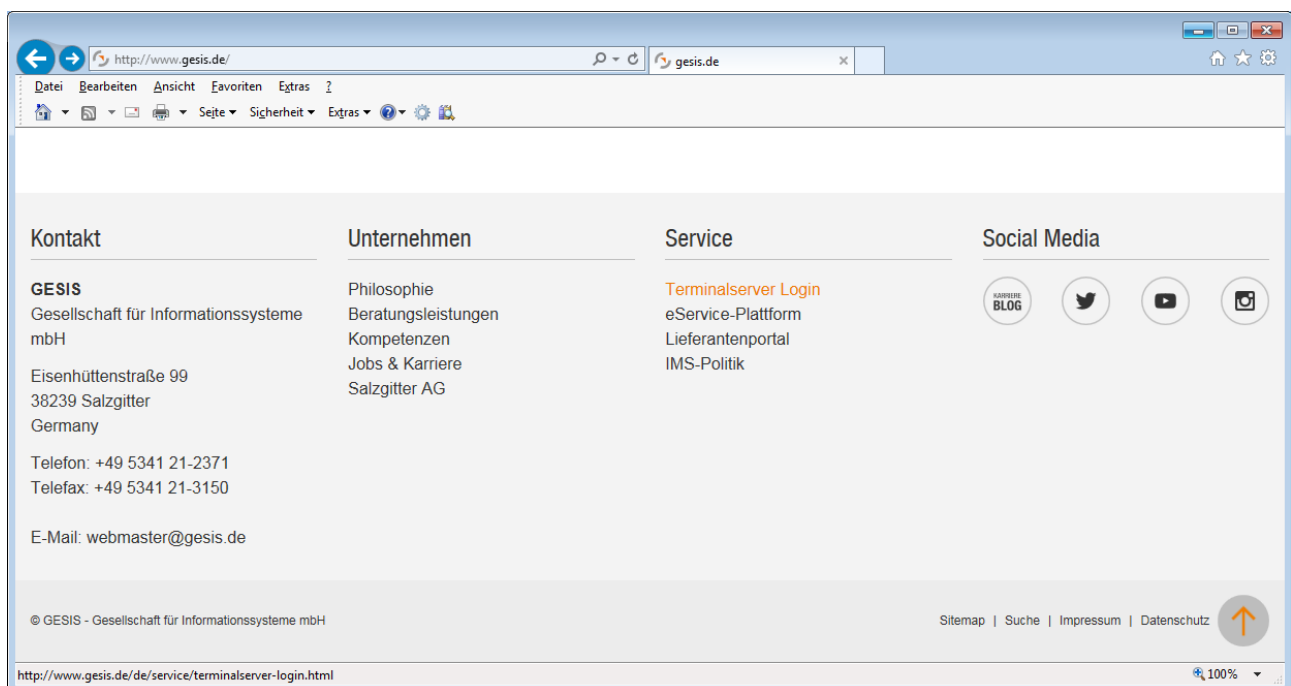 http://www.gesis.de/
gesis.de
Datei Bearbeiten Ansicht Favoriten Extras ?
Seite Sicherheit Extras
Kontakt
GESIS
Gesellschaft für Informationssysteme
mbH
Eisenhüttenstraße 99
38239 Salzgitter
Germany
Telefon: +49 5341 21-2371
Telefax: +49 5341 21-3150
E-Mail: webmaster@gesis.de
Unternehmen
Philosophie
Beratungsleistungen
Kompetenzen
Jobs & Karriere
Salzgitter AG
Service
Terminalserver Login
eService-Plattform
Lieferantenportal
IMS-Politik
Social Media
KARRIERE
BLOG
© GESIS - Gesellschaft für Informationssysteme mbH
Sitemap | Suche | Impressum | Datenschutz
http://www.gesis.de/de/service/terminalserver-login.html
100%